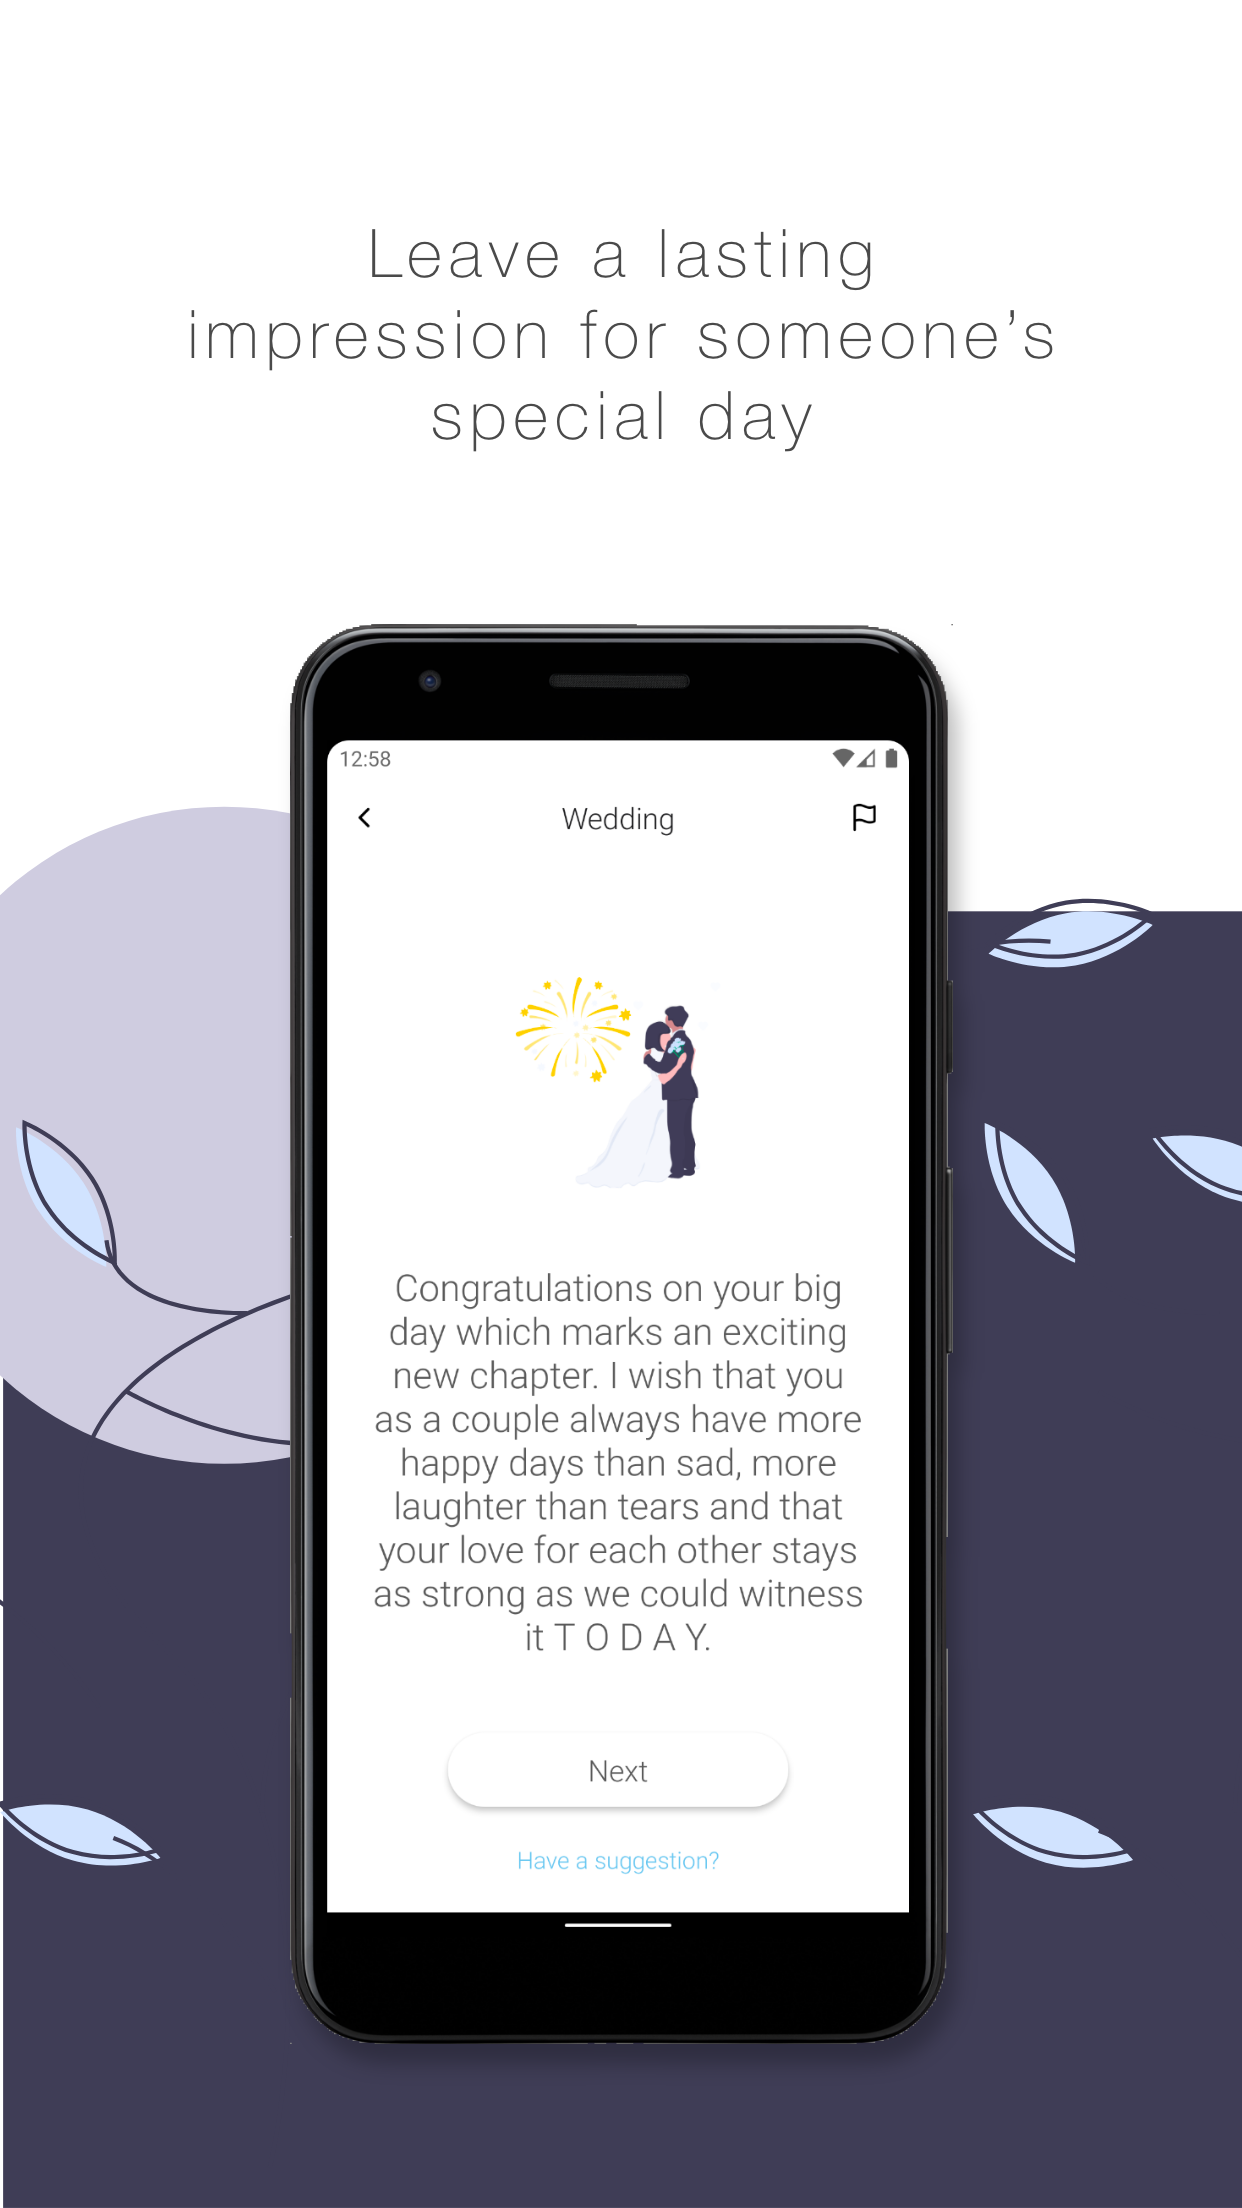 Leave a lasting
impression for someone’s
special day
12:58
Wedding
Congratulations on your big
day which marks an exciting
new chapter. I wish that you
as a couple always have more
happy days than sad, more
laughter than tears and that
your love for each other stays
as strong as we could witness
it T O D A Y.
Next
Have a suggestion?